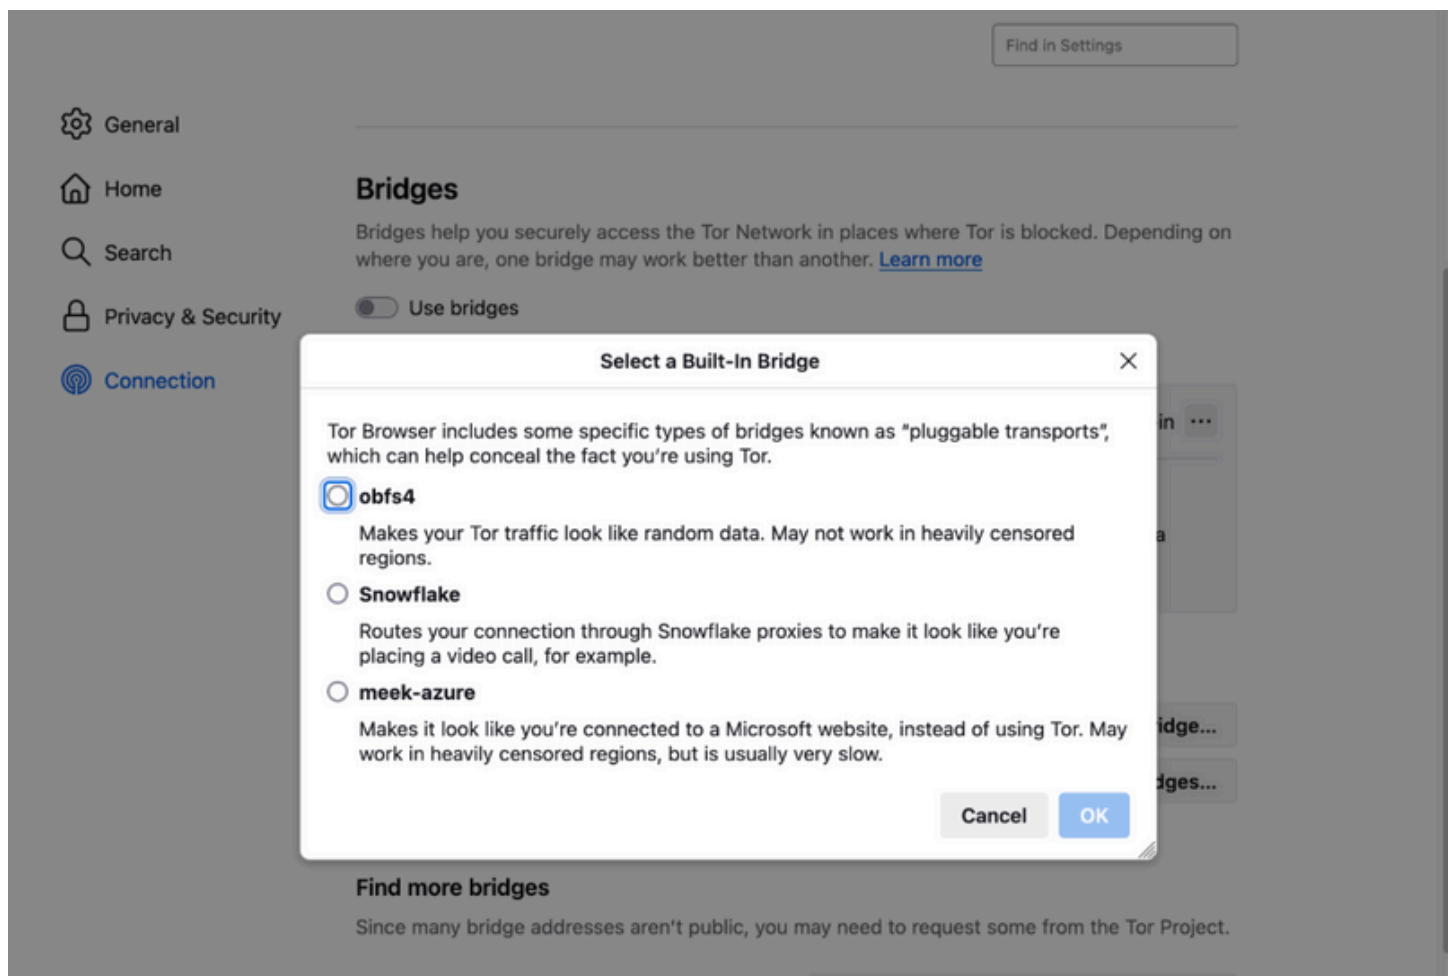 Find in Settings
General
Home
Search
Privacy & Security
Connection
Bridges
Bridges help you securely access the Tor Network in places where Tor is blocked. Depending on
where you are, one bridge may work better than another. Learn more
Use bridges
Select a Built-In Bridge
Tor Browser includes some specific types of bridges known as “pluggable transports”,
which can help conceal the fact you’re using Tor.
obfs4
Makes your Tor traffic look like random data. May not work in heavily censored
regions.
Snowflake
Routes your connection through Snowflake proxies to make it look like you’re
placing a video call, for example.
meek-azure
Makes it look like you’re connected to a Microsoft website, instead of using Tor. May
work in heavily censored regions, but is usually very slow.
Cancel
OK
in
a
idge...
dges...
Find more bridges
Since many bridge addresses aren't public, you may need to request some from the Tor Project.